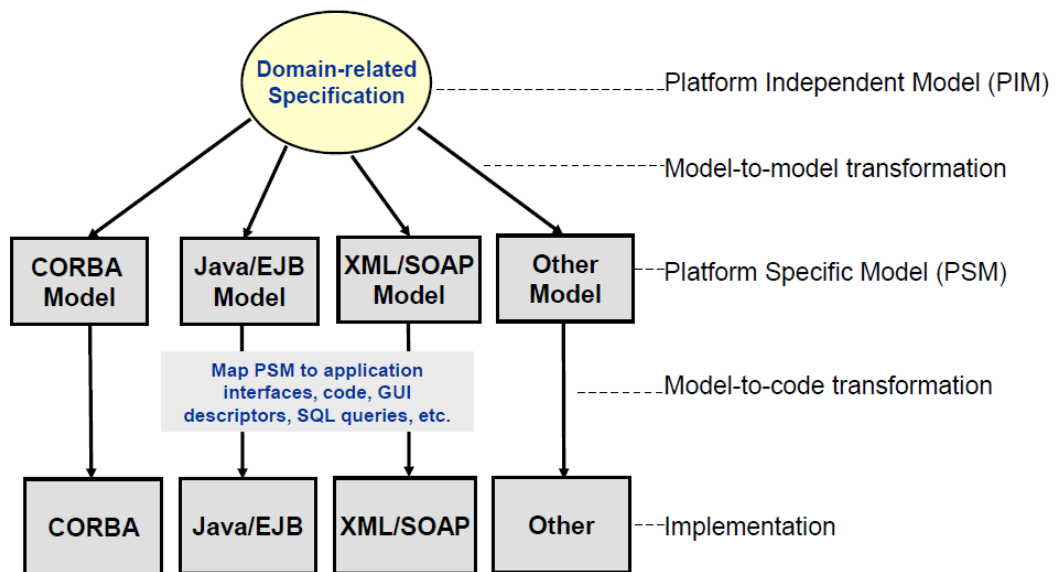 Domain-related
Specification
Platform Independent Model (PIM)
Model-to-model transformation
CORBA
Model
Java/EJB
Model
XML/SOAP
Model
Other
Model
Platform Specific Model (PSM)
Map PSM to application
interfaces, code, GUI
descriptors, SQL queries, etc.
Model-to-code transformation
CORBA
Java/EJB
XML/SOAP
Other
Implementation